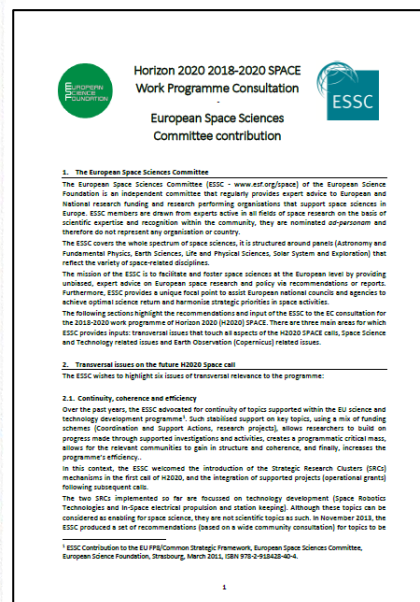 EUROPEAN
SCIENCE
FOUNDATION
Horizon 2020 2018-2020 SPACE
Work Programme Consultation
-
European Space Sciences
Committee contribution
ESSC
1. The European Space Sciences Committee
The European Space Sciences Committee (ESSC - www.esf.org/space) of the European Science
Foundation is an independent committee that regularly provides expert advice to European and
National research funding and research performing organisations that support space sciences in
Europe. ESSC members are drawn from experts active in all fields of space research on the basis of
scientific expertise and recognition within the community, they are nominated ad-personam and
therefore do not represent any organisation or country.
The ESSC covers the whole spectrum of space sciences, it is structured around panels (Astronomy and
Fundamental Physics, Earth Sciences, Life and Physical Sciences, Solar System and Exploration) that
reflect the variety of space-related disciplines.
The mission of the ESSC is to facilitate and foster space sciences at the European level by providing
unbiased, expert advice on European space research and policy via recommendations or reports.
Furthermore, ESSC provides a unique focal point to assist European national councils and agencies to
achieve optimal science return and harmonise strategic priorities in space activities.
The following sections highlight the recommendations and input of the ESSC to the EC consultation for
the 2018-2020 work programme of Horizon 2020 (H2020) SPACE. There are three main areas for which
ESSC provides inputs: transversal issues that touch all aspects of the H2020 SPACE calls, Space Science
and Technology related issues and Earth Observation (Copernicus) related issues.
2. Transversal issues on the future H2020 Space call
The ESSC wishes to highlight six issues of transversal relevance to the programme:
2.1. Continuity, coherence and efficiency
Over the past years, the ESSC advocated for continuity of topics supported within the EU science and
technology development programme¹. Such stabilised support on key topics, using a mix of funding
schemes (Coordination and Support Actions, research projects), allows researchers to build on
progress made through supported investigations and activities, creates a programmatic critical mass,
allows for the relevant communities to gain in structure and coherence, and finally, increases the
programme's efficiency..
In this context, the ESSC welcomed the introduction of the Strategic Research Clusters (SRCs)
mechanisms in the first call of H2020, and the integration of supported projects (operational grants)
following subsequent calls.
The two SRCs implemented so far are focussed on technology development (Space Robotics
Technologies and In-Space electrical propulsion and station keeping). Although these topics can be
considered as enabling for space science, they are not scientific topics as such. In November 2013, the
ESSC produced a set of recommendations (based on a wide community consultation) for topics to be
¹ ESSC Contribution to the EU FP8/Common Strategic Framework, European Space Sciences Committee,
European Science Foundation, Strasbourg, March 2011, ISBN 978-2-918428-40-4.
1